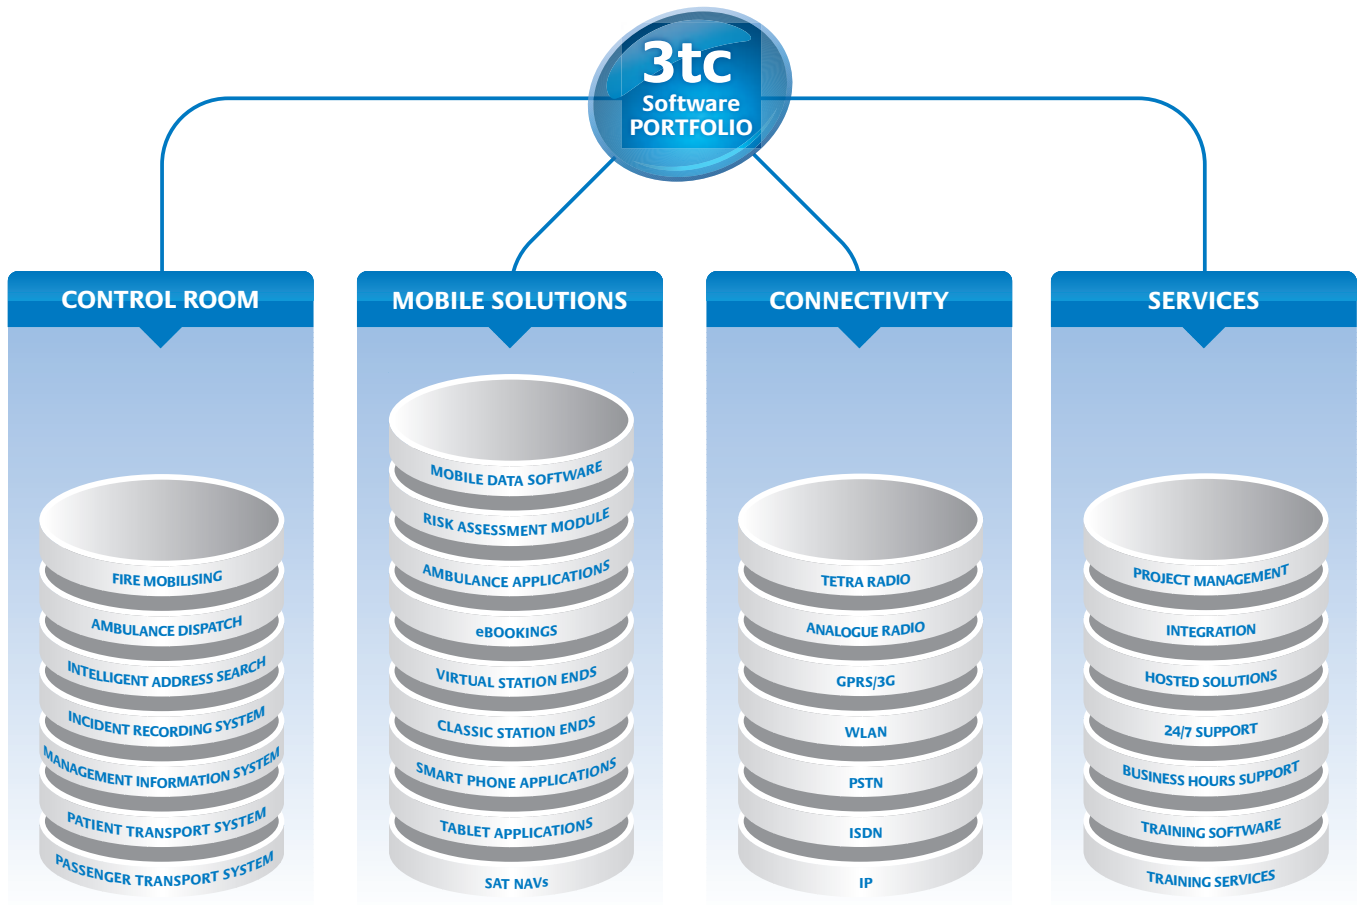 3tc
Software
PORTFOLIO
CONTROL ROOM
FIRE MOBILISING
AMBULANCE DISPATCH
INTELLIGENT ADDRESS SEARCH
INCIDENT RECORDING SYSTEM
MANAGEMENT INFORMATION SYSTEM
PATIENT TRANSPORT SYSTEM
PASSENGER TRANSPORT SYSTEM
MOBILE SOLUTIONS
MOBILE DATA SOFTWARE
RISK ASSESSMENT MODULE
AMBULANCE APPLICATIONS
eBOOKINGS
VIRTUAL STATION ENDS
CLASSIC STATION ENDS
SMART PHONE APPLICATIONS
TABLET APPLICATIONS
SAT NAVs
CONNECTIVITY
TETRA RADIO
ANALOGUE RADIO
GPRS/3G
WLAN
PSTN
ISDN
IP
SERVICES
PROJECT MANAGEMENT
INTEGRATION
HOSTED SOLUTIONS
24/7 SUPPORT
BUSINESS HOURS SUPPORT
TRAINING SOFTWARE
TRAINING SERVICES